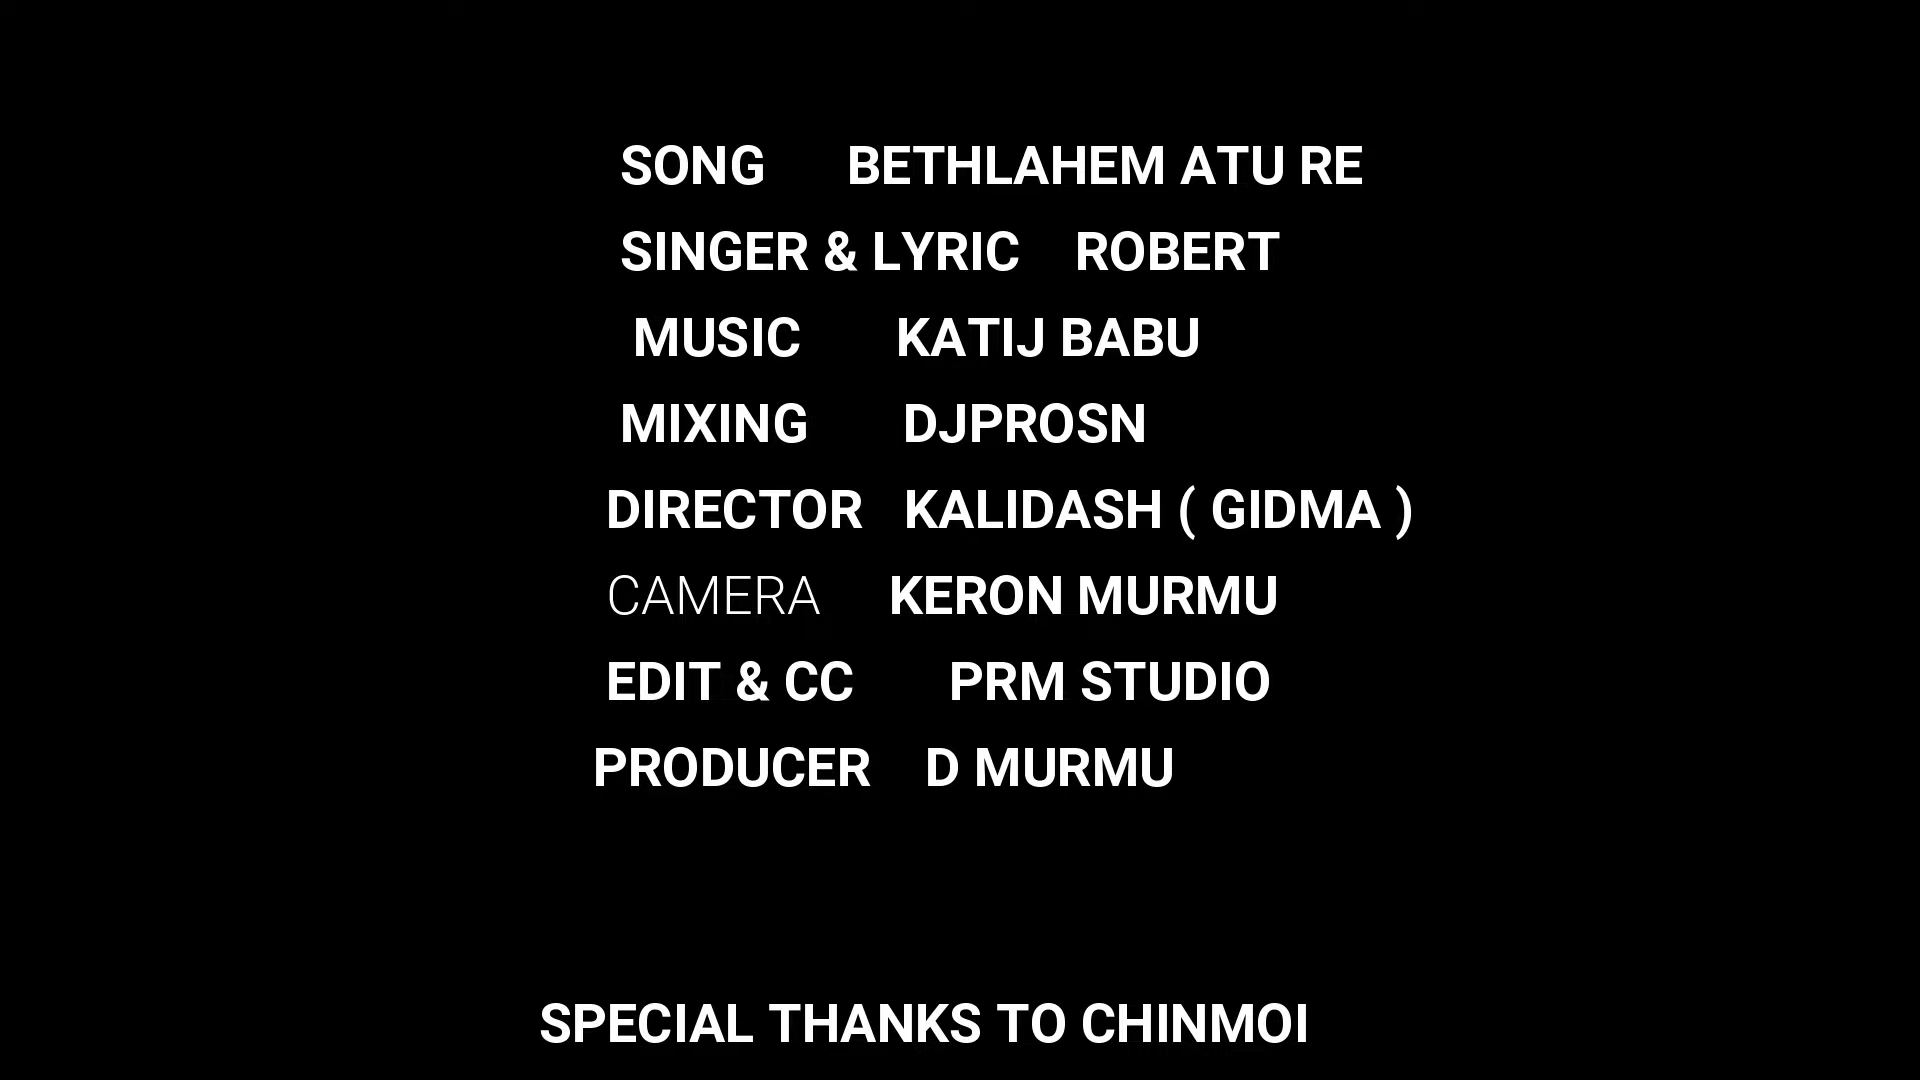 SONG BETHLAHEM ATU RE
SINGER & LYRIC ROBERT
MUSIC KATIJ BABU
MIXING DJPROSN
DIRECTOR KALIDASH ( GIDMA )
CAMERA KERON MURMU
EDIT & CC PRM STUDIO
PRODUCER D MURMU
SPECIAL THANKS TO CHINMOI